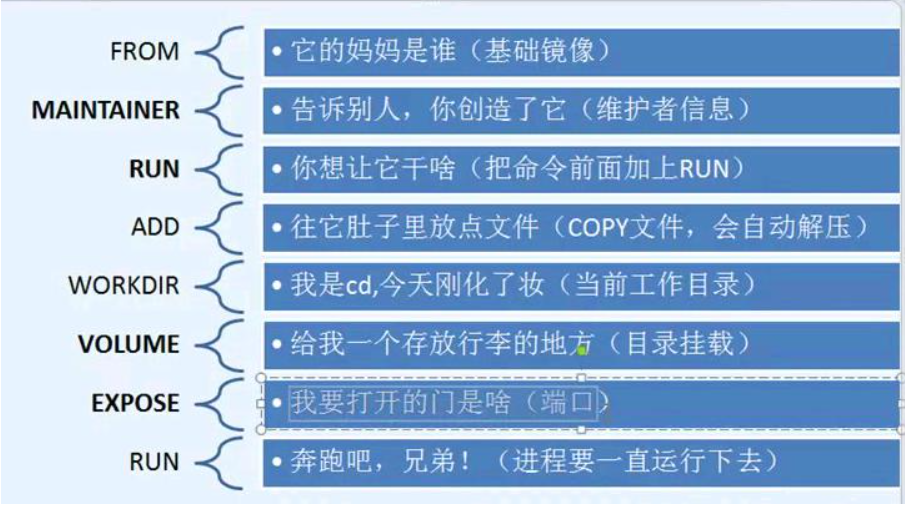 FROM • 它的妈妈是谁（基础镜像）
MAINTAINER • 告诉别人，你创造了它（维护者信息）
RUN • 你想让它干啥（把命令前面加上RUN）
ADD • 往它肚子里放点文件（COPY文件，会自动解压）
WORKDIR • 我是cd,今天刚化了妆（当前工作目录）
VOLUME • 给我一个存放行李的地方（目录挂载）
EXPOSE • 我要打开的门是啥（端口）
RUN • 奔跑吧，兄弟！（进程要一直运行下去）